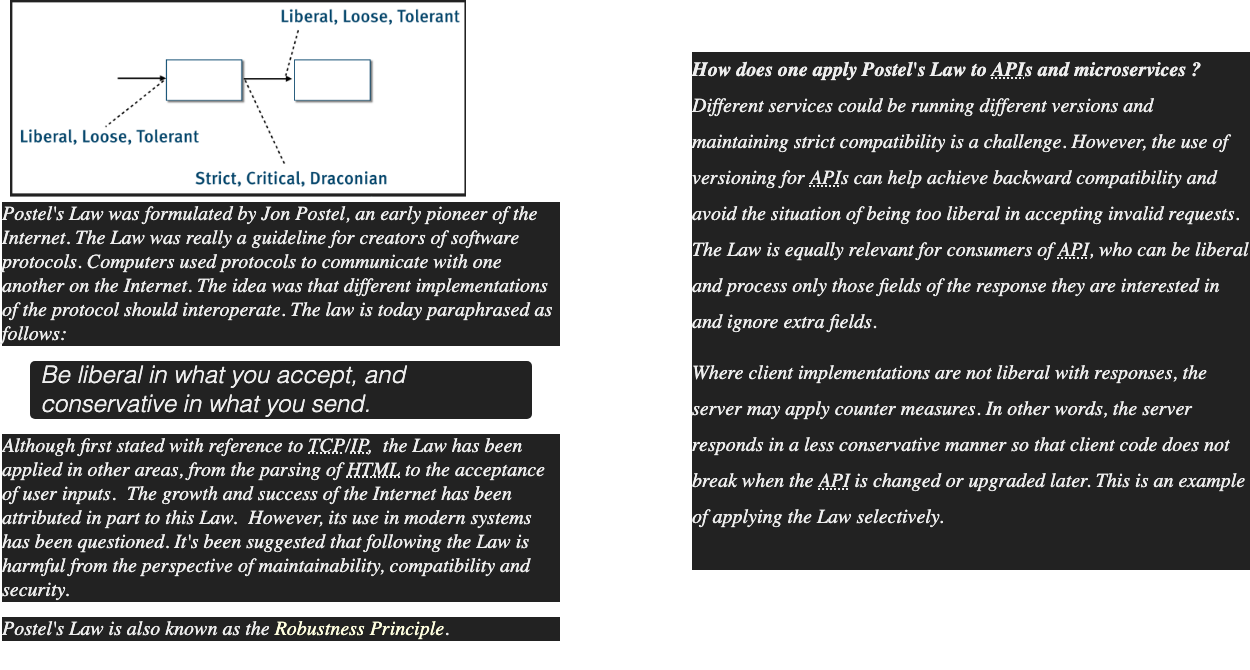 Liberal, Loose, Tolerant
Liberal, Loose, Tolerant
Strict, Critical, Draconian
Postel's Law was formulated by Jon Postel, an early pioneer of the
Internet. The Law was really a guideline for creators of software
protocols. Computers used protocols to communicate with one
another on the Internet. The idea was that different implementations
of the protocol should interoperate. The law is today paraphrased as
follows:
Be liberal in what you accept, and
conservative in what you send.
Although first stated with reference to TCP/IP,  the Law has been
applied in other areas, from the parsing of HTML to the acceptance
of user inputs.  The growth and success of the Internet has been
attributed in part to this Law.  However, its use in modern systems
has been questioned. It's been suggested that following the Law is
harmful from the perspective of maintainability, compatibility and
security.
Postel's Law is also known as the Robustness Principle.
How does one apply Postel's Law to APIs and microservices ?
Different services could be running different versions and
maintaining strict compatibility is a challenge. However, the use of
versioning for APIs can help achieve backward compatibility and
avoid the situation of being too liberal in accepting invalid requests.
The Law is equally relevant for consumers of API, who can be liberal
and process only those fields of the response they are interested in
and ignore extra fields.
Where client implementations are not liberal with responses, the
server may apply counter measures. In other words, the server
responds in a less conservative manner so that client code does not
break when the API is changed or upgraded later. This is an example
of applying the Law selectively.